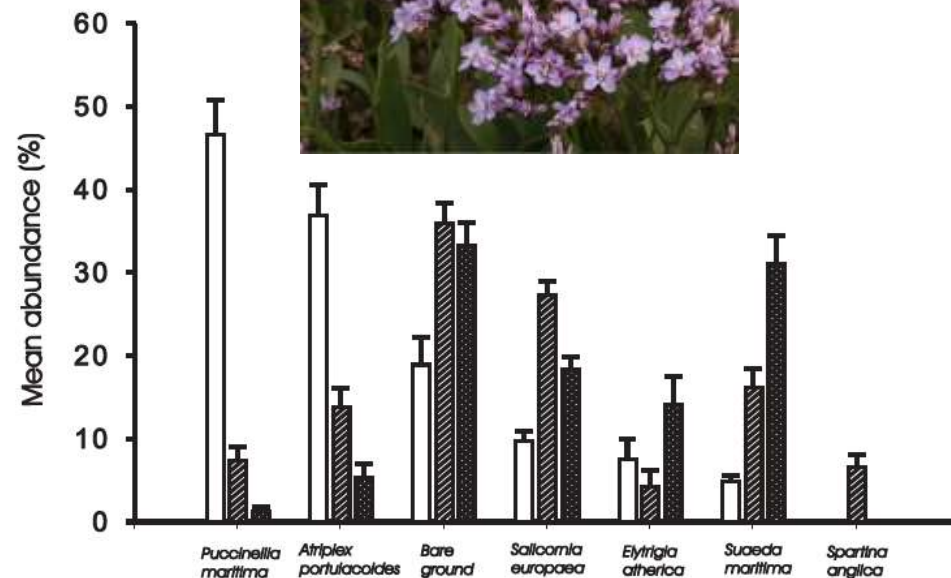 60
50
40
30
20
10
0
Mean abundance (%)
Puccinellia
maritima
Atriplex
portulacoides
Bare
ground
Salicornia
europaea
Elytrigia
atherica
Suaeda
maritima
Spartina
anglica